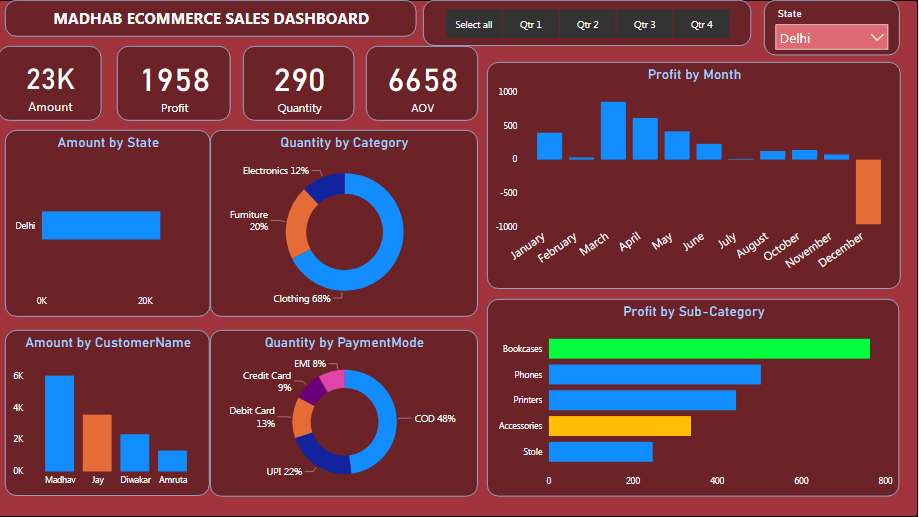 MADHAB ECOMMERCE SALES DASHBOARD
Select all
Qtr 1
Qtr 2
Qtr 3
Qtr 4
State
Delhi
23K
Amount
1958
Profit
290
Quantity
6658
AOV
Profit by Month
1000
500
0
-500
-1000
January
February
March
April
May
June
July
August
October
November
December
Amount by State
Delhi
0K
20K
Quantity by Category
Electronics 12%
Furniture
20%
Clothing 68%
Profit by Sub-Category
Bookcases
Phones
Printers
Accessories
Stole
0
200
400
600
800
Amount by CustomerName
6K
4K
2K
0K
Madhav
Jay
Diwakar
Amruta
Quantity by PaymentMode
EMI 8%
Credit Card
9%
Debit Card
13%
UPI 22%
COD 48%